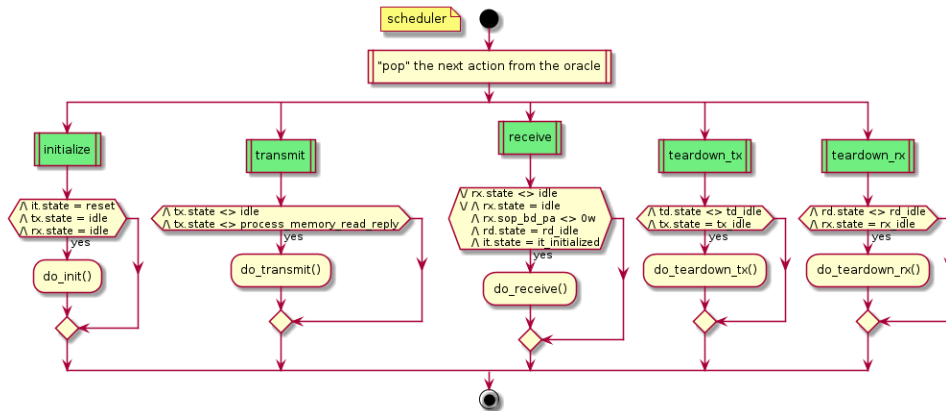 scheduler
"pop" the next action from the oracle
initialize
/\ it.state = reset
/\ tx.state = idle
/\ rx.state = idle
yes
do_init()
transmit
/\ tx.state <> idle
/\ tx.state <> process_memory_read_reply
yes
do_transmit()
receive
\/ rx.state <> idle
\/ /\ rx.state = idle
/\ rx.sop_bd_pa <> 0w
/\ rd.state = rd_idle
/\ it.state = it_initialized
yes
do_receive()
teardown_tx
/\ td.state <> td_idle
/\ tx.state = tx_idle
yes
do_teardown_tx()
teardown_rx
/\ rd.state <> rd_idle
/\ rx.state = rx_idle
yes
do_teardown_rx()